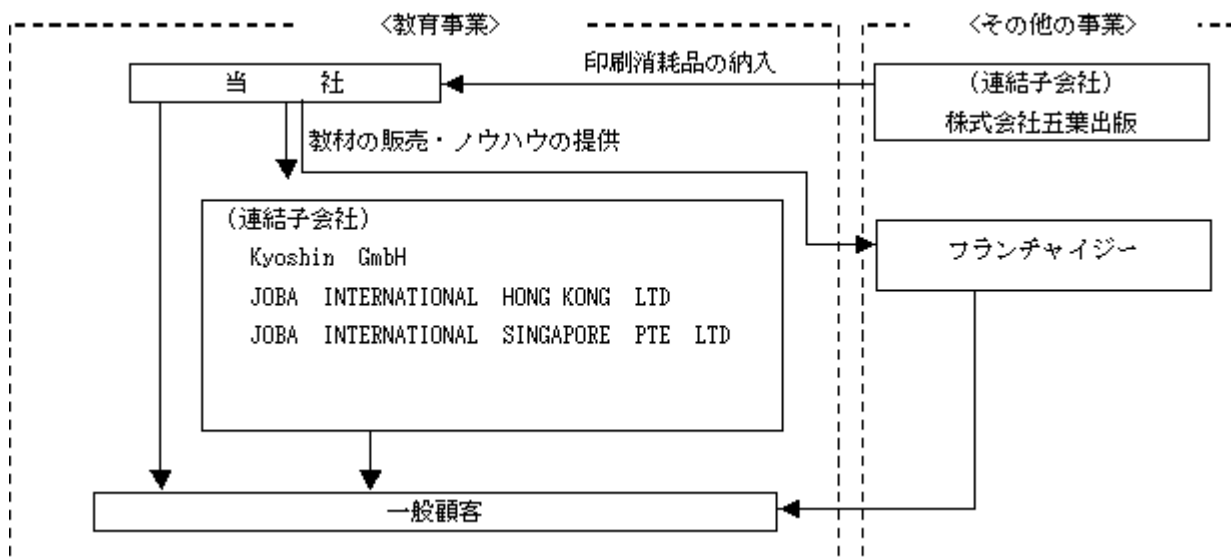 <教育事業>
<その他の事業>
印刷消耗品の納入
当 社
(連結子会社)
株式会社五葉出版
教材の販売・ノウハウの提供
(連結子会社)
Kyoshin GmbH
JOBA INTERNATIONAL HONG KONG LTD
JOBA INTERNATIONAL SINGAPORE PTE LTD
フランチャイジー
一般顧客